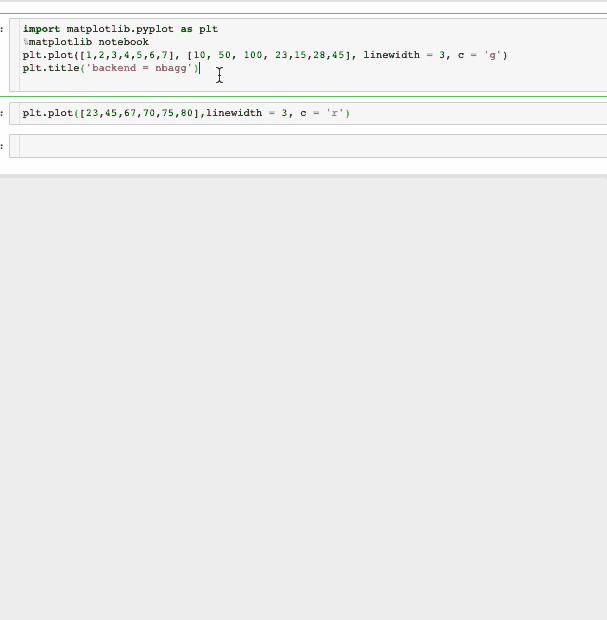 : import matplotlib.pyplot as plt
%matplotlib notebook
plt.plot([1,2,3,4,5,6,7], [10, 50, 100, 23,15,28,45], linewidth = 3, c = 'g')
plt.title('backend = nbagg')
: plt.plot([23,45,67,70,75,80],linewidth = 3, c = 'r')
: